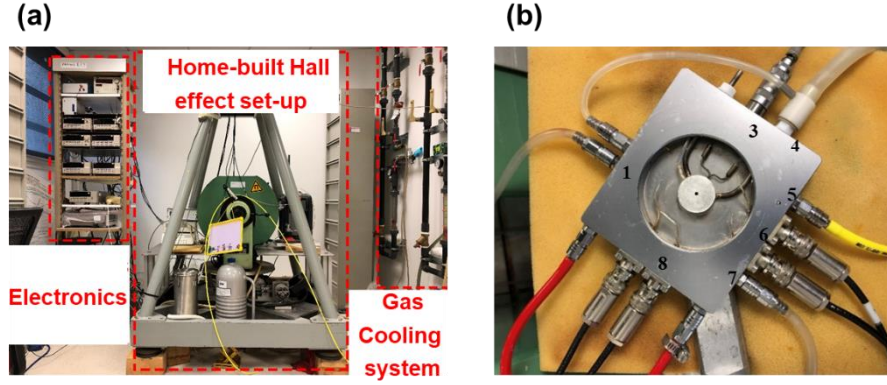 (a)
(b)
Home-built Hall
effect set-up
Electronics
Gas
Cooling
system
1
3
4
5
6
7
8